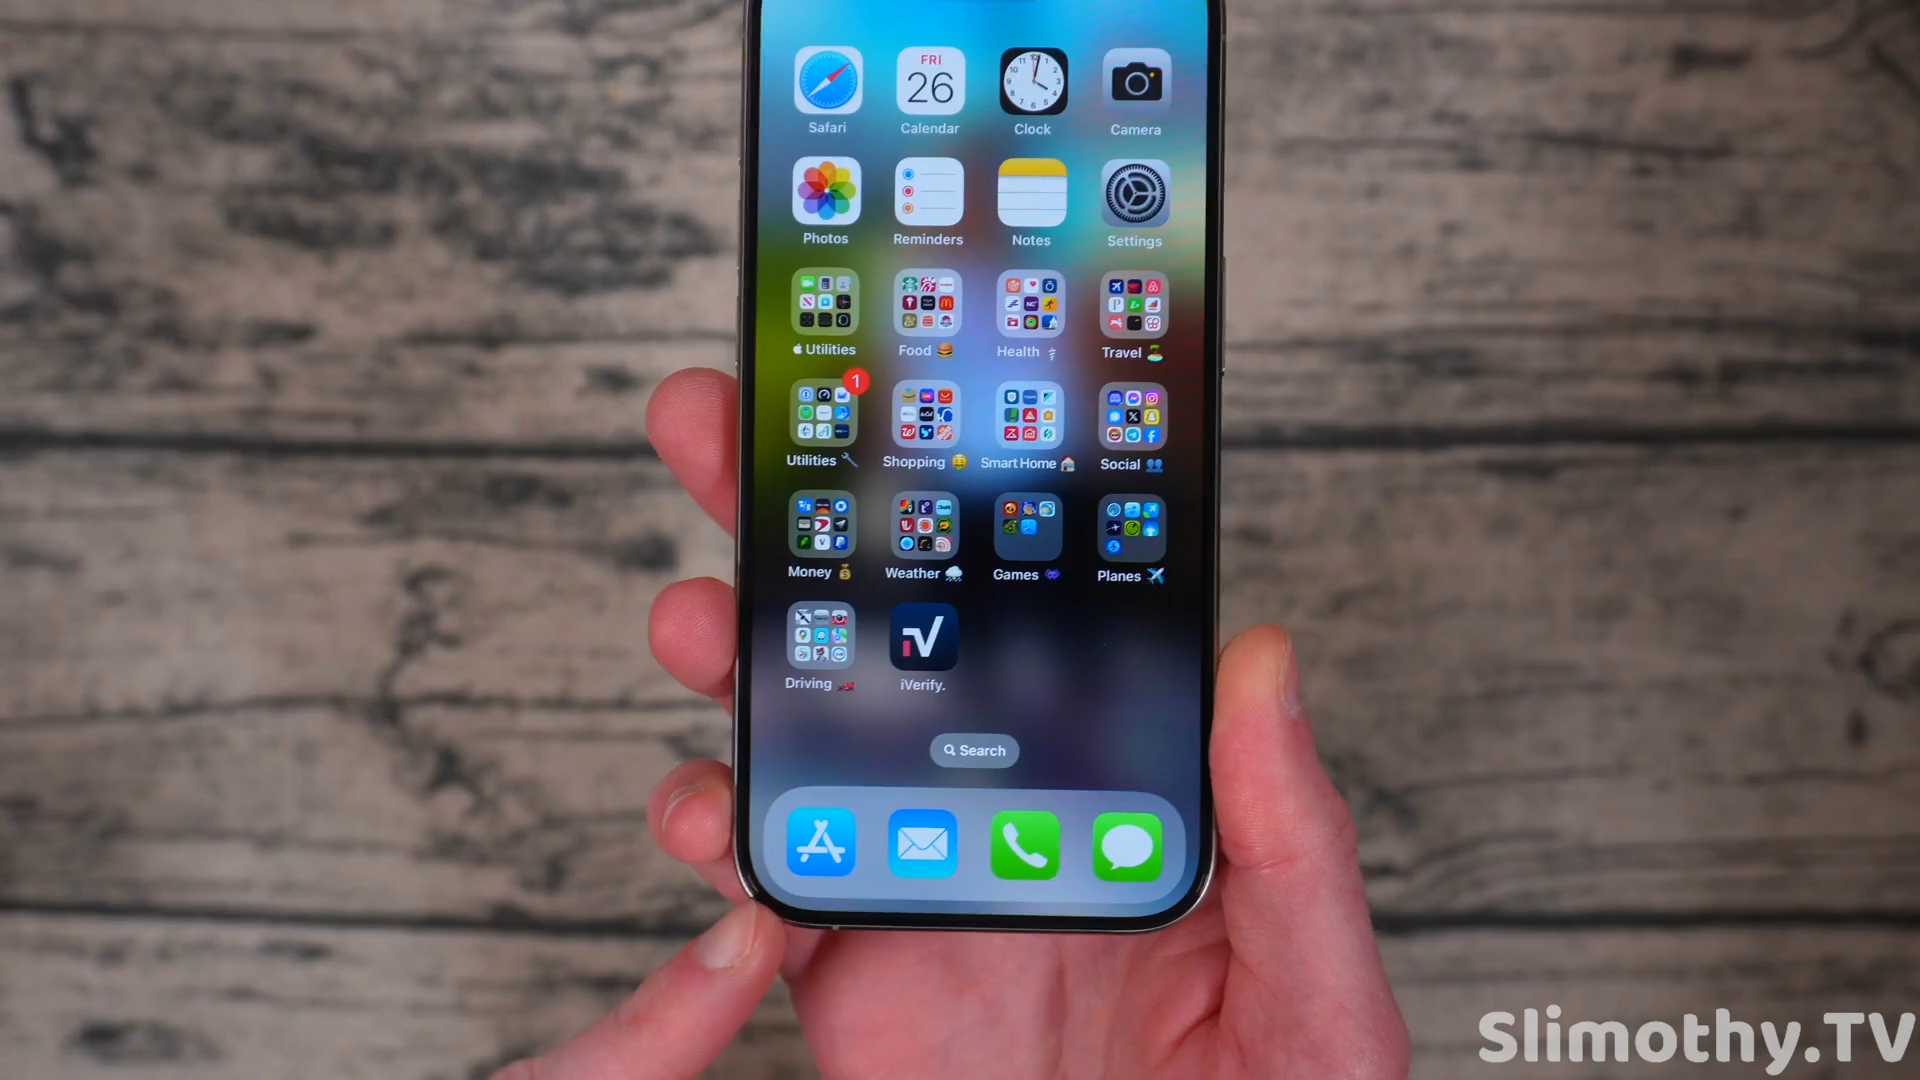 FRI
26
Safari
Calendar
Clock
Camera
Photos
Reminders
Notes
Settings
Utilities
Food
Health
Travel
1
Utilities
Shopping
Smart Home
Social
Money
Weather
Games
Planes
iV
Driving
iVerify.
Search
Slimothy.TV